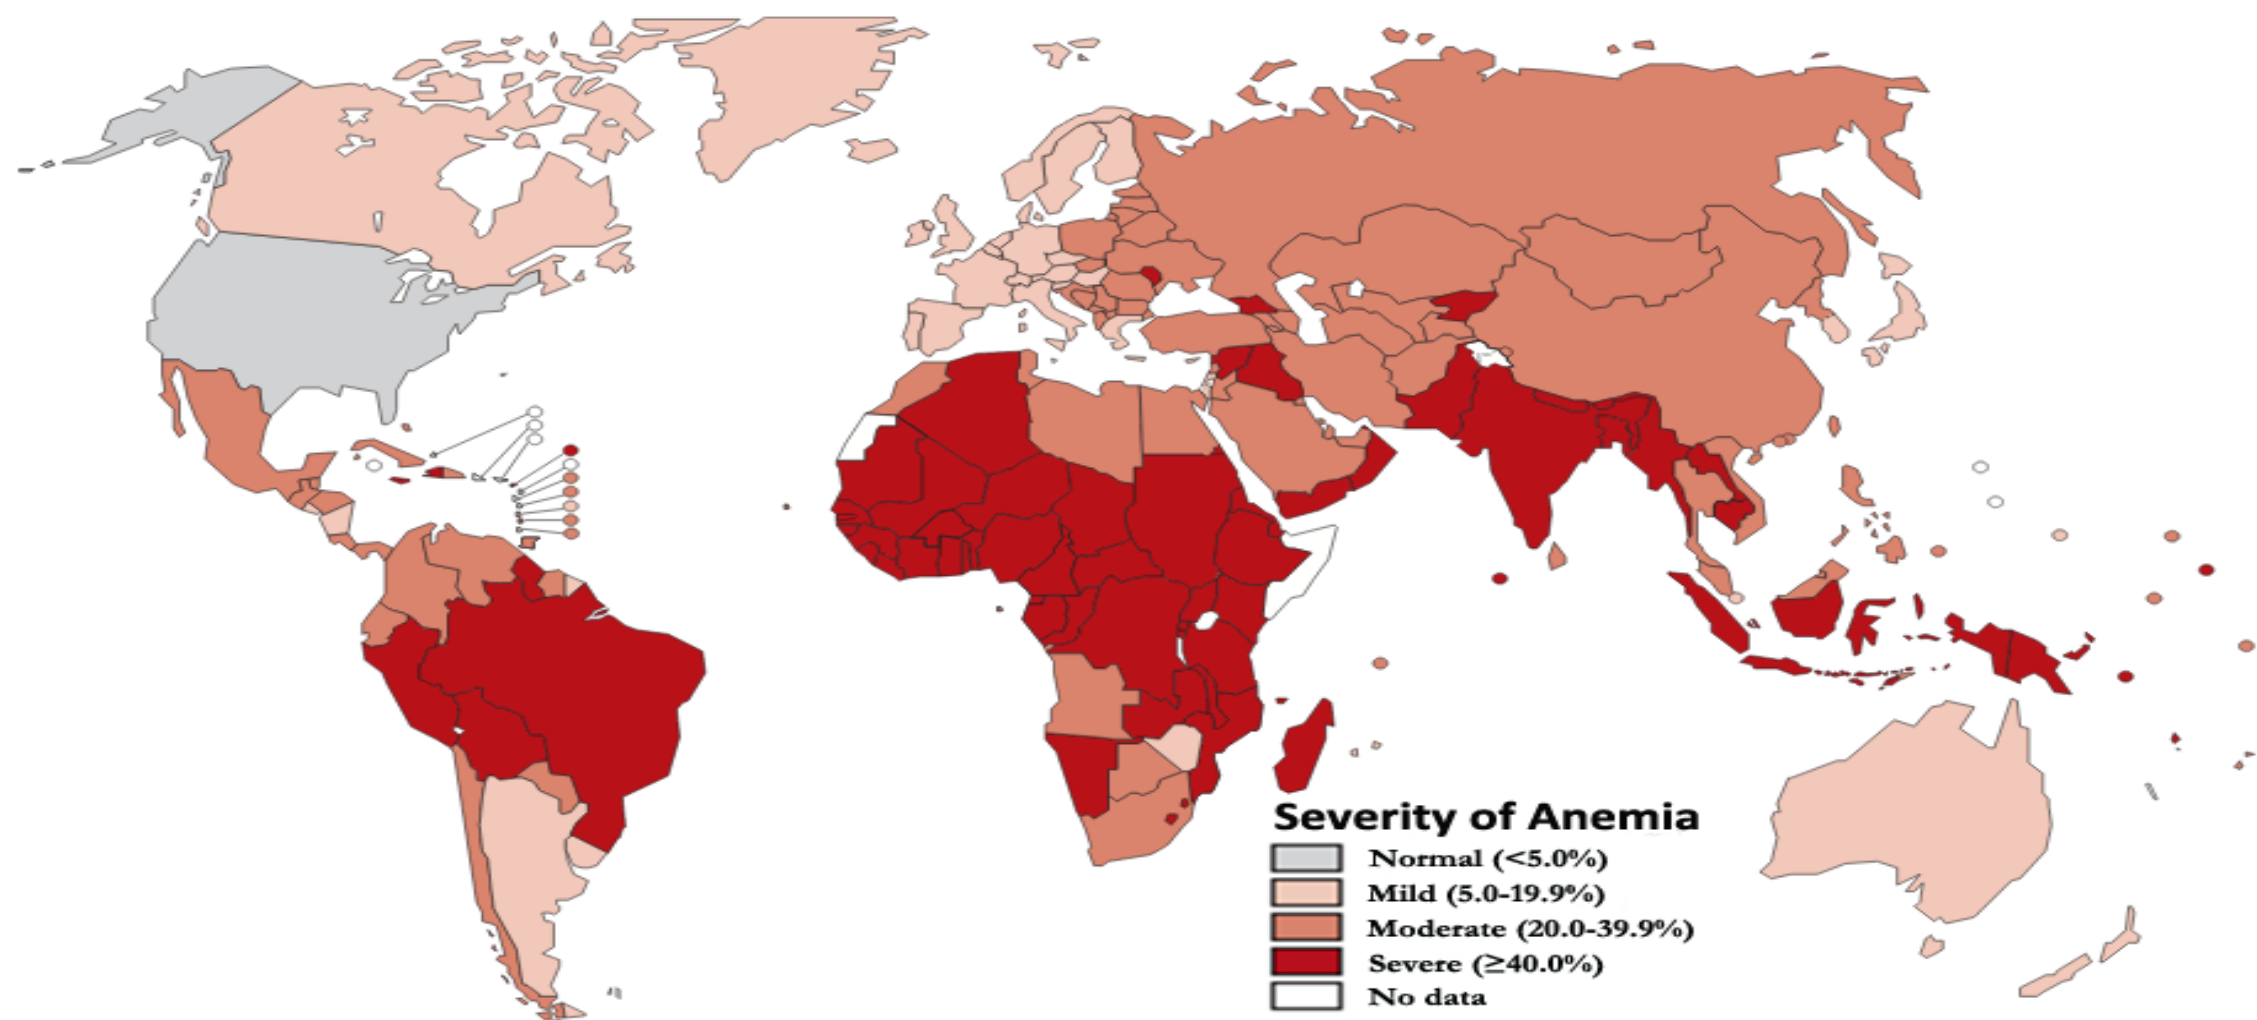 Severity of Anemia
Normal (<5.0%)
Mild (5.0-19.9%)
Moderate (20.0-39.9%)
Severe (≥40.0%)
No data